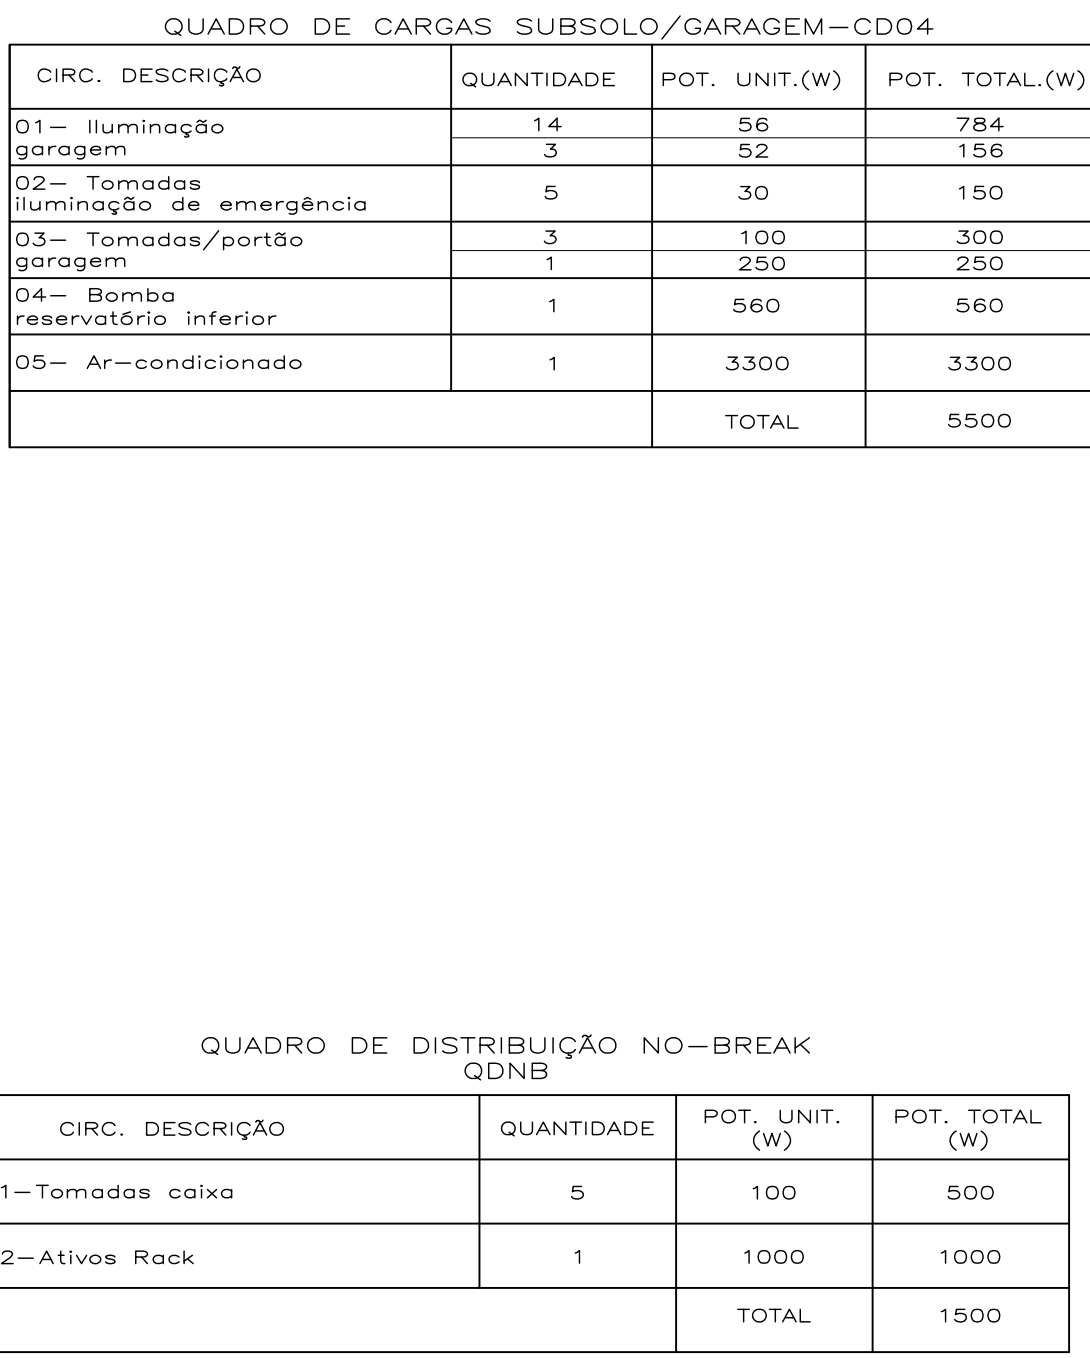 QUADRO DE CARGAS SUBSOLO/GARAGEM-CD04
CIRC. DESCRIÇÃO QUANTIDADE POT. UNIT.(W) POT. TOTAL.(W)
01- Iluminação
garagem
14 56 784
3 52 156
02- Tomadas
iluminação de emergência
5 30 150
03- Tomadas/portão
garagem
3 100 300
1 250 250
04- Bomba
reservatório inferior
1 560 560
05- Ar-condicionado 1 3300 3300
TOTAL 5500
QUADRO DE DISTRIBUIÇÃO NO-BREAK
QDNB
CIRC. DESCRIÇÃO QUANTIDADE
POT. UNIT.
(W)
POT. TOTAL
(W)
1-Tomadas caixa 5 100 500
2-Ativos Rack 1 1000 1000
TOTAL 1500